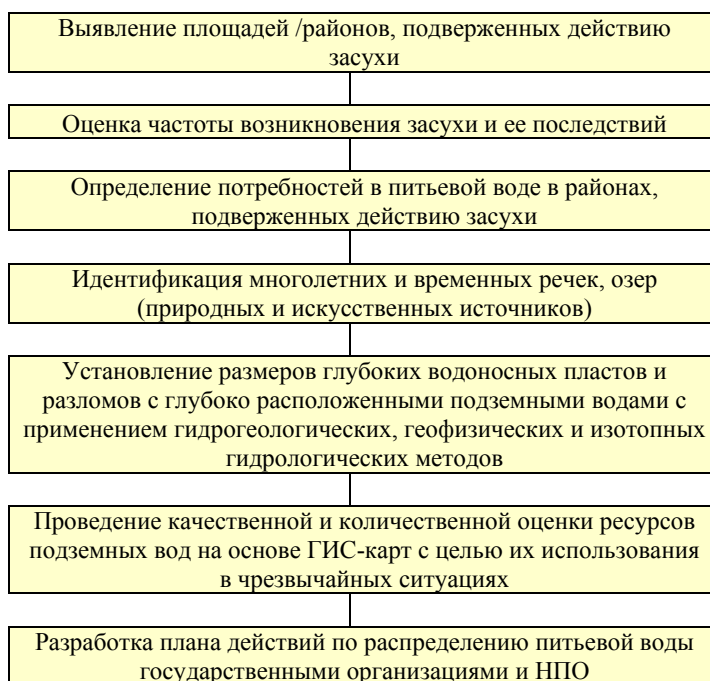 Выявление площадей /районов, подверженных действию
засухи
Оценка частоты возникновения засухи и ее последствий
Определение потребностей в питьевой воде в районах,
подверженных действию засухи
Идентификация многолетних и временных речек, озер
(природных и искусственных источников)
Установление размеров глубоких водоносных пластов и
разломов с глубоко расположенными подземными водами с
применением гидрогеологических, геофизических и изотопных
гидрологических методов
Проведение качественной и количественной оценки ресурсов
подземных вод на основе ГИС-карт с целью их использования
в чрезвычайных ситуациях
Разработка плана действий по распределению питьевой воды
государственными организациями и НПО